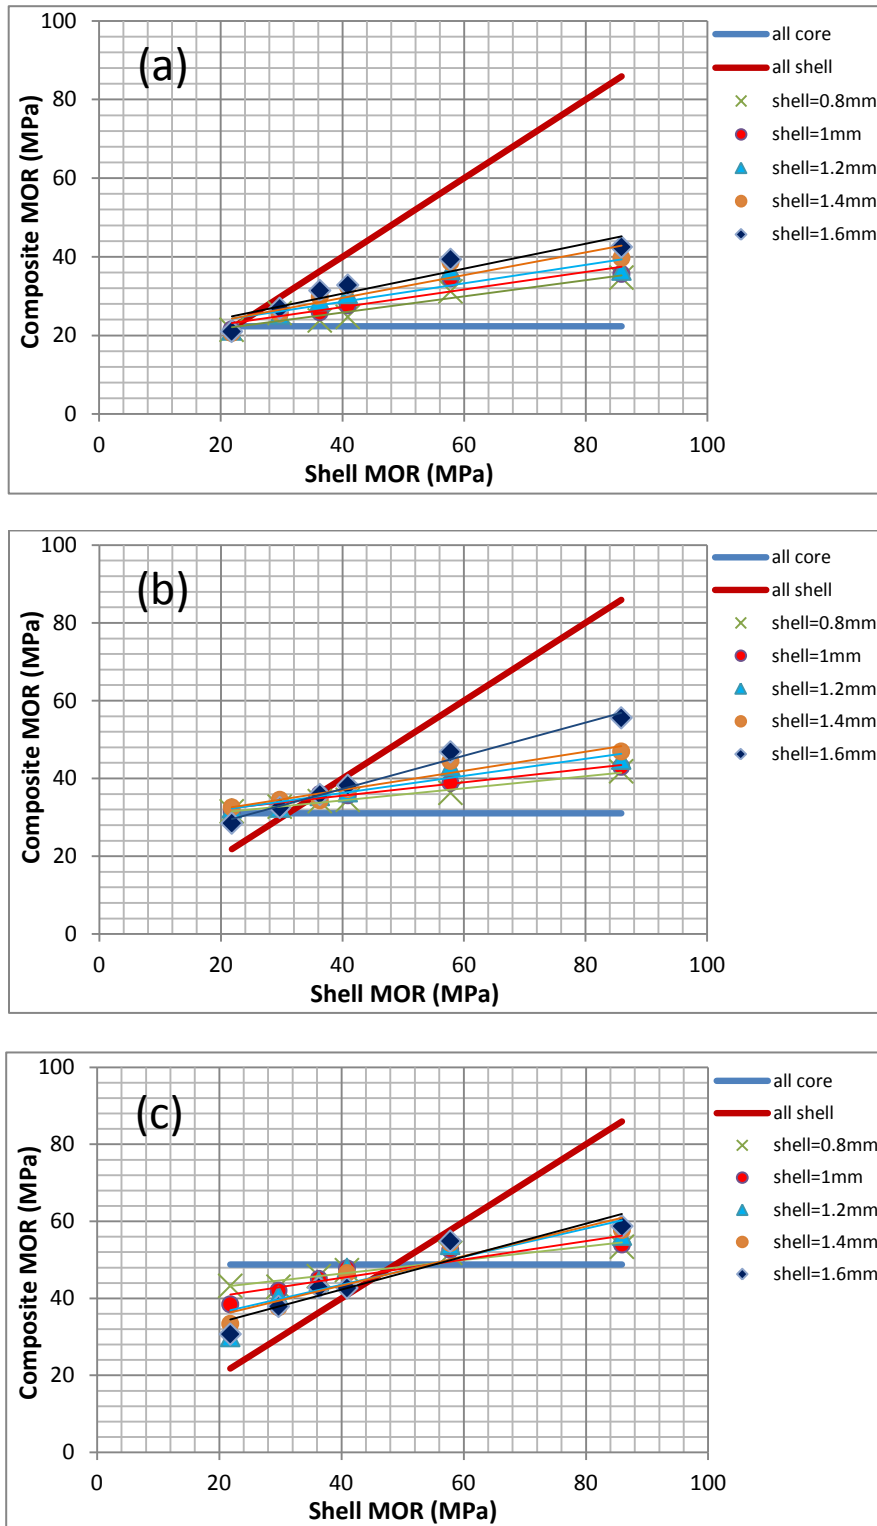 (a)
100
80
60
40
20
0
Composite MOR (MPa)
0 20 40 60 80 100
Shell MOR (MPa)
all core
all shell
shell=0.8mm
shell=1mm
shell=1.2mm
shell=1.4mm
shell=1.6mm
(b)
100
80
60
40
20
0
Composite MOR (MPa)
0 20 40 60 80 100
Shell MOR (MPa)
all core
all shell
shell=0.8mm
shell=1mm
shell=1.2mm
shell=1.4mm
shell=1.6mm
(c)
100
80
60
40
20
0
Composite MOR (MPa)
0 20 40 60 80 100
Shell MOR (MPa)
all core
all shell
shell=0.8mm
shell=1mm
shell=1.2mm
shell=1.4mm
shell=1.6mm